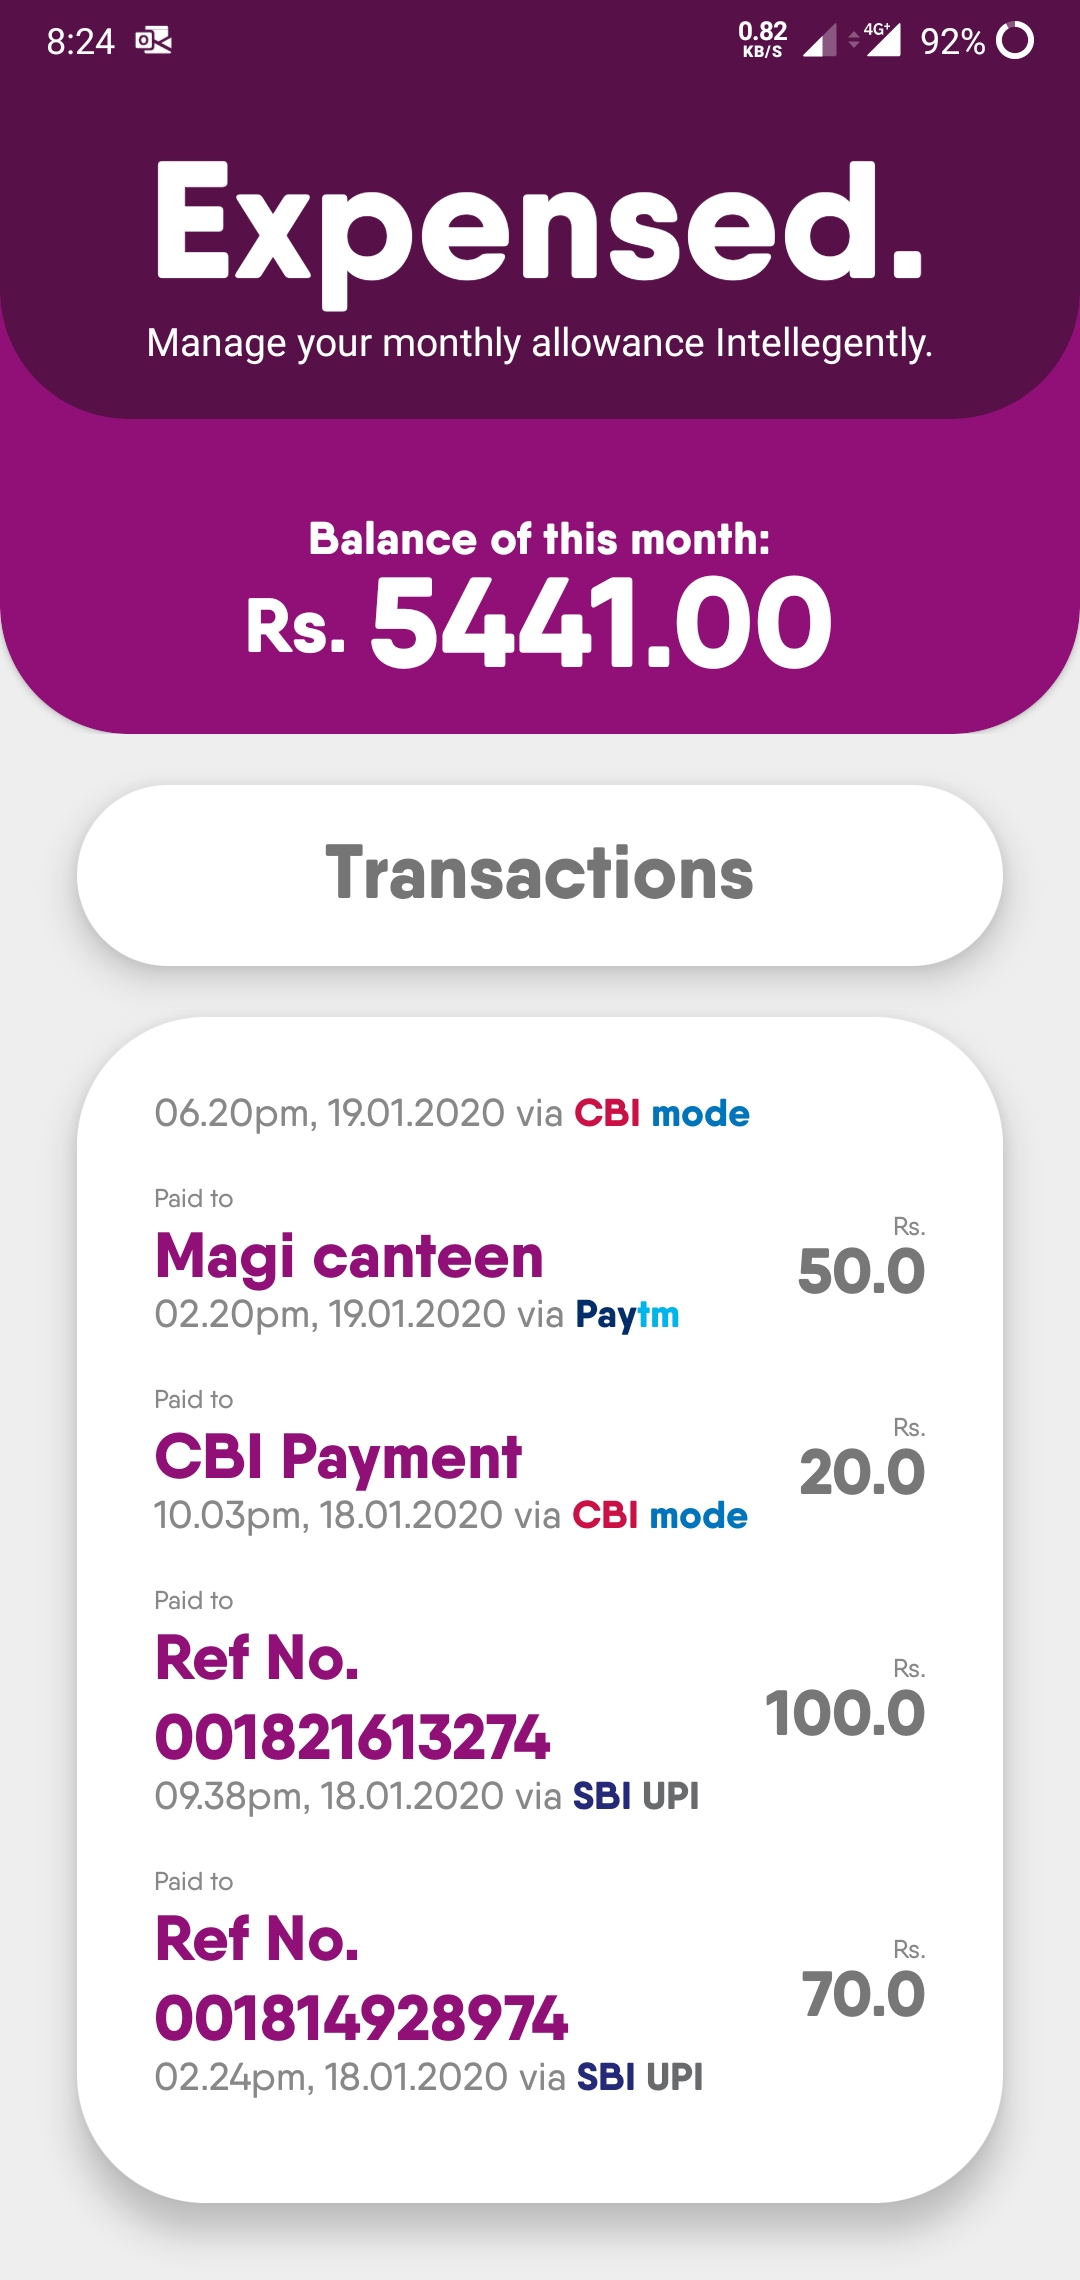 8:24
0.82 KB/S 4G+ 92%
Expensed.
Manage your monthly allowance Intellegently.
Balance of this month:
Rs. 5441.00
Transactions
06.20pm, 19.01.2020 via CBI mode
Paid to
Magi canteen
Rs.
50.0
02.20pm, 19.01.2020 via Paytm
Paid to
CBI Payment
Rs.
20.0
10.03pm, 18.01.2020 via CBI mode
Paid to
Ref No.
001821613274
Rs.
100.0
09.38pm, 18.01.2020 via SBI UPI
Paid to
Ref No.
001814928974
Rs.
70.0
02.24pm, 18.01.2020 via SBI UPI